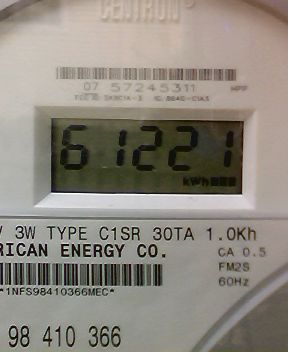 CENTRON®
07 57245311
61221
kWh
V 3W TYPE C1SR 30TA 1.0Kh
RICAN ENERGY CO.
CA 0.5
FM2S
60Hz
*1NFS98410366MEC*
98 410 366